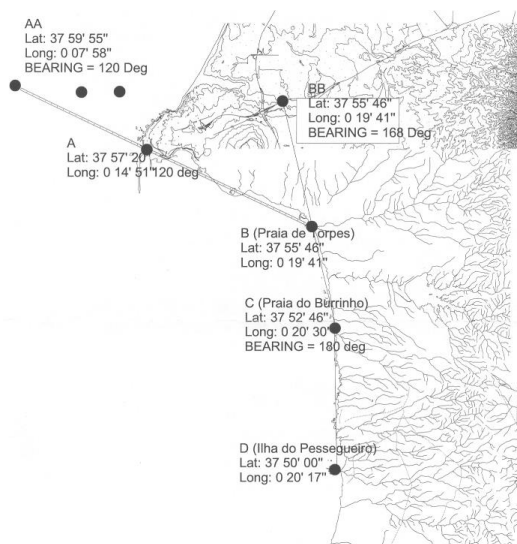 AA
Lat: 37 59' 55"
Long: 0 07' 58"
BEARING = 120 Deg
BB
Lat: 37 55' 46"
Long: 0 19' 41"
BEARING = 168 Deg
A
Lat: 37 57' 20"
Long: 0 14' 51"120 deg
B (Praia de Torpes)
Lat: 37 55' 46"
Long: 0 19' 41"
C (Praia do Burrinho)
Lat: 37 52' 46"
Long: 0 20' 30"
BEARING = 180 deg
D (Ilha do Pessegueiro)
Lat: 37 50' 00"
Long: 0 20' 17"